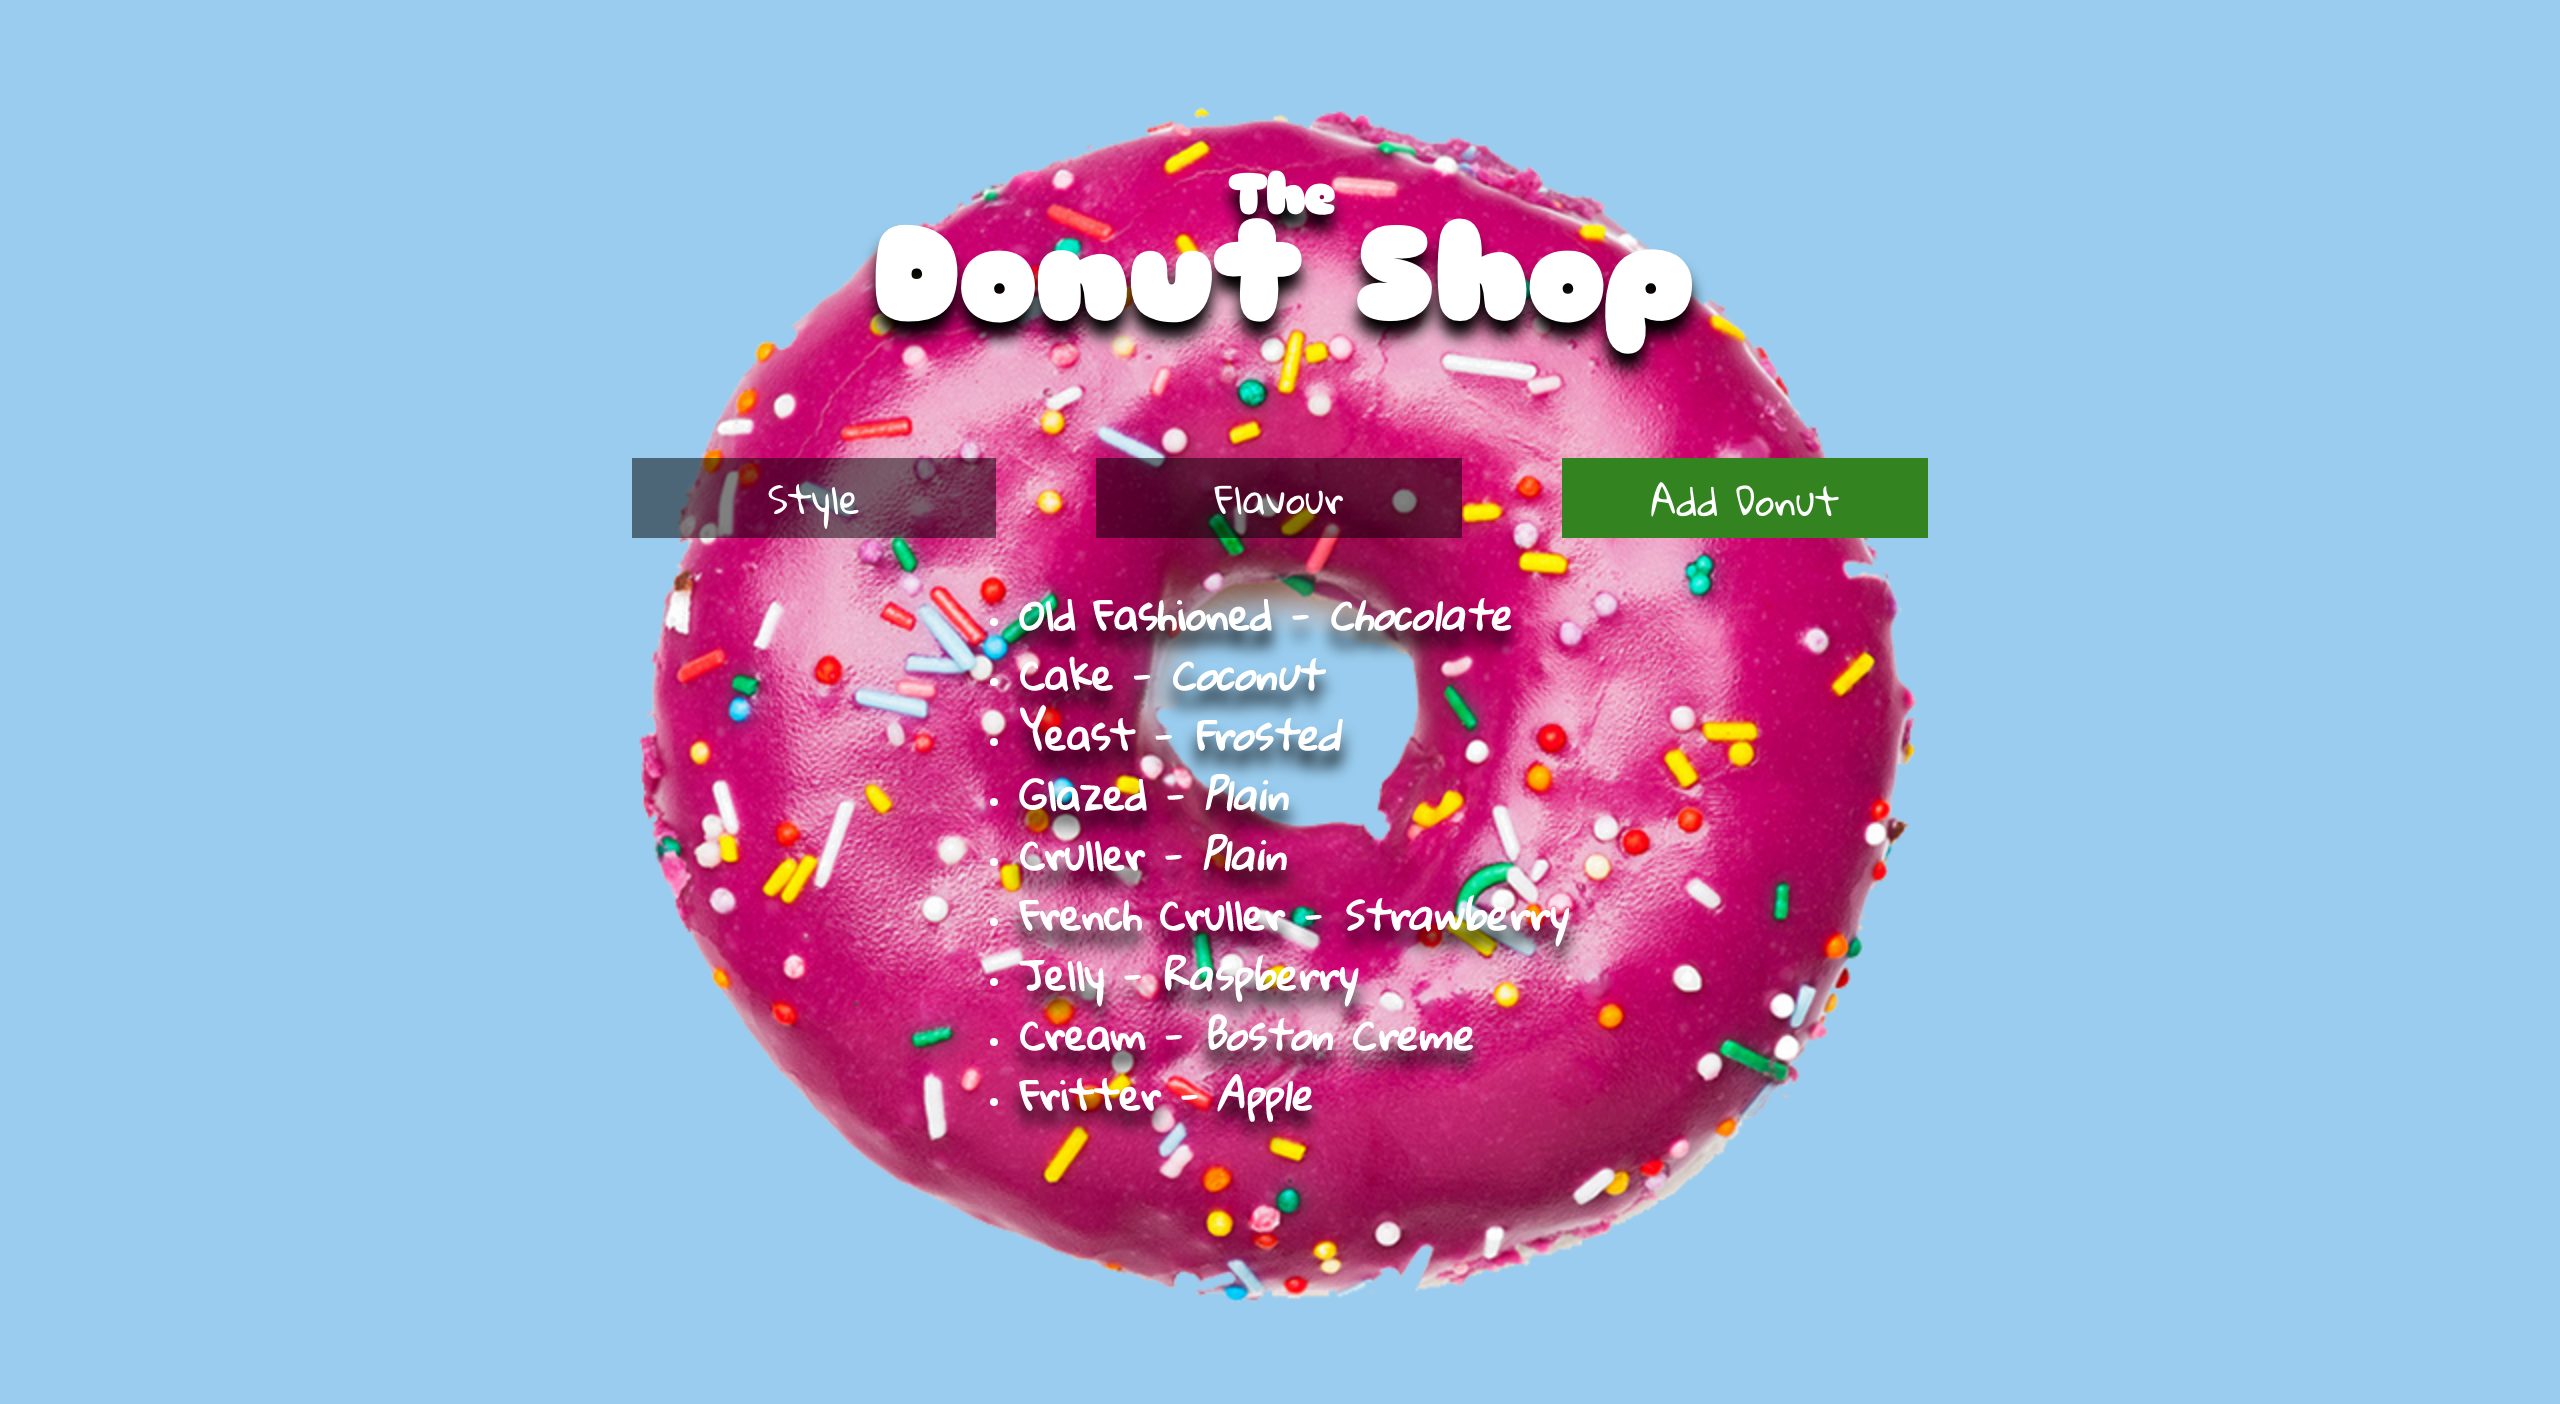 The
Donut Shop
Style Flavour Add Donut
• Old Fashioned - Chocolate
• Cake - Coconut
• Yeast - Frosted
• Glazed - Plain
• Cruller - Plain
• French Cruller - Strawberry
• Jelly - Raspberry
• Cream - Boston Creme
• Fritter - Apple